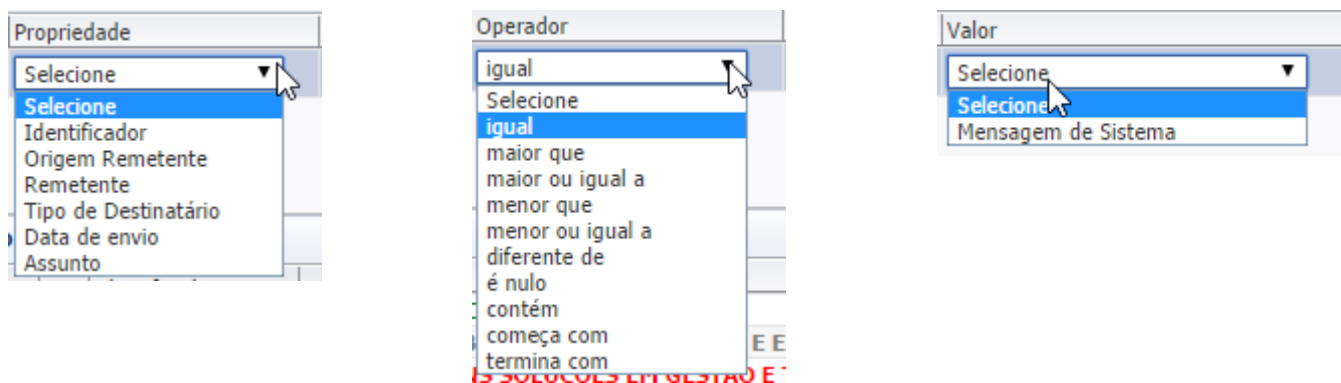 Propriedade
Selecione
Selecione
Identificador
Origem Remetente
Remetente
Tipo de Destinatário
Data de envio
Assunto
Operador
igual
Selecione
igual
maior que
maior ou igual a
menor que
menor ou igual a
diferente de
é nulo
contém
começa com
termina com
E E
Valor
Selecione
Selecione
Mensagem de Sistema